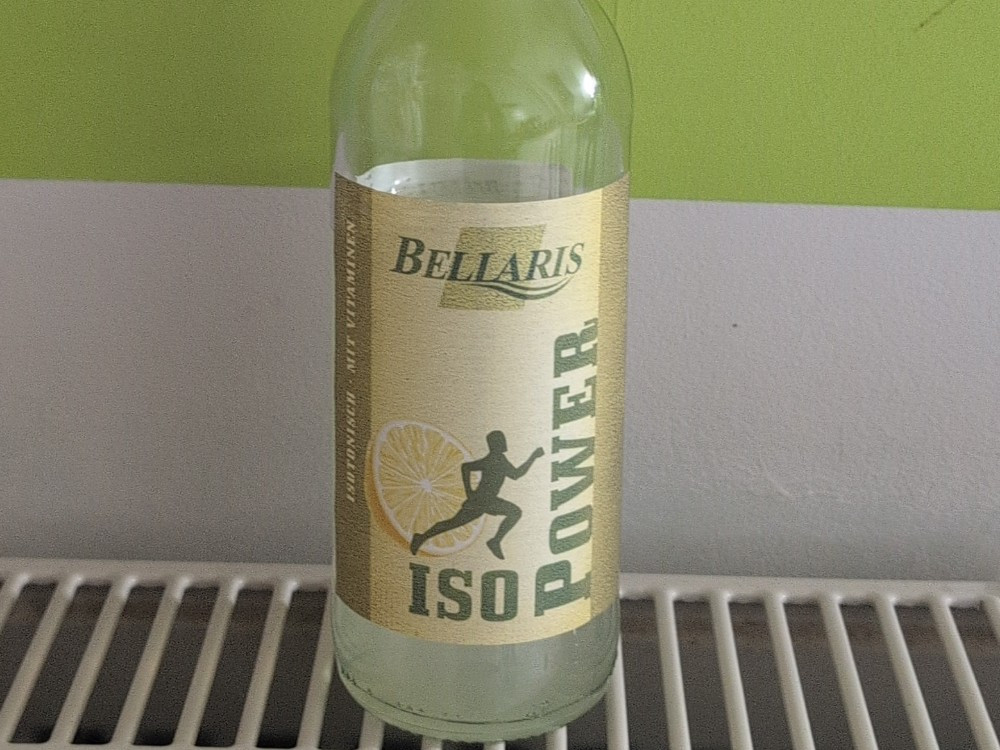 BELLARIS
ISO
POWER
ISOTONISCH · MIT VITAMINEN